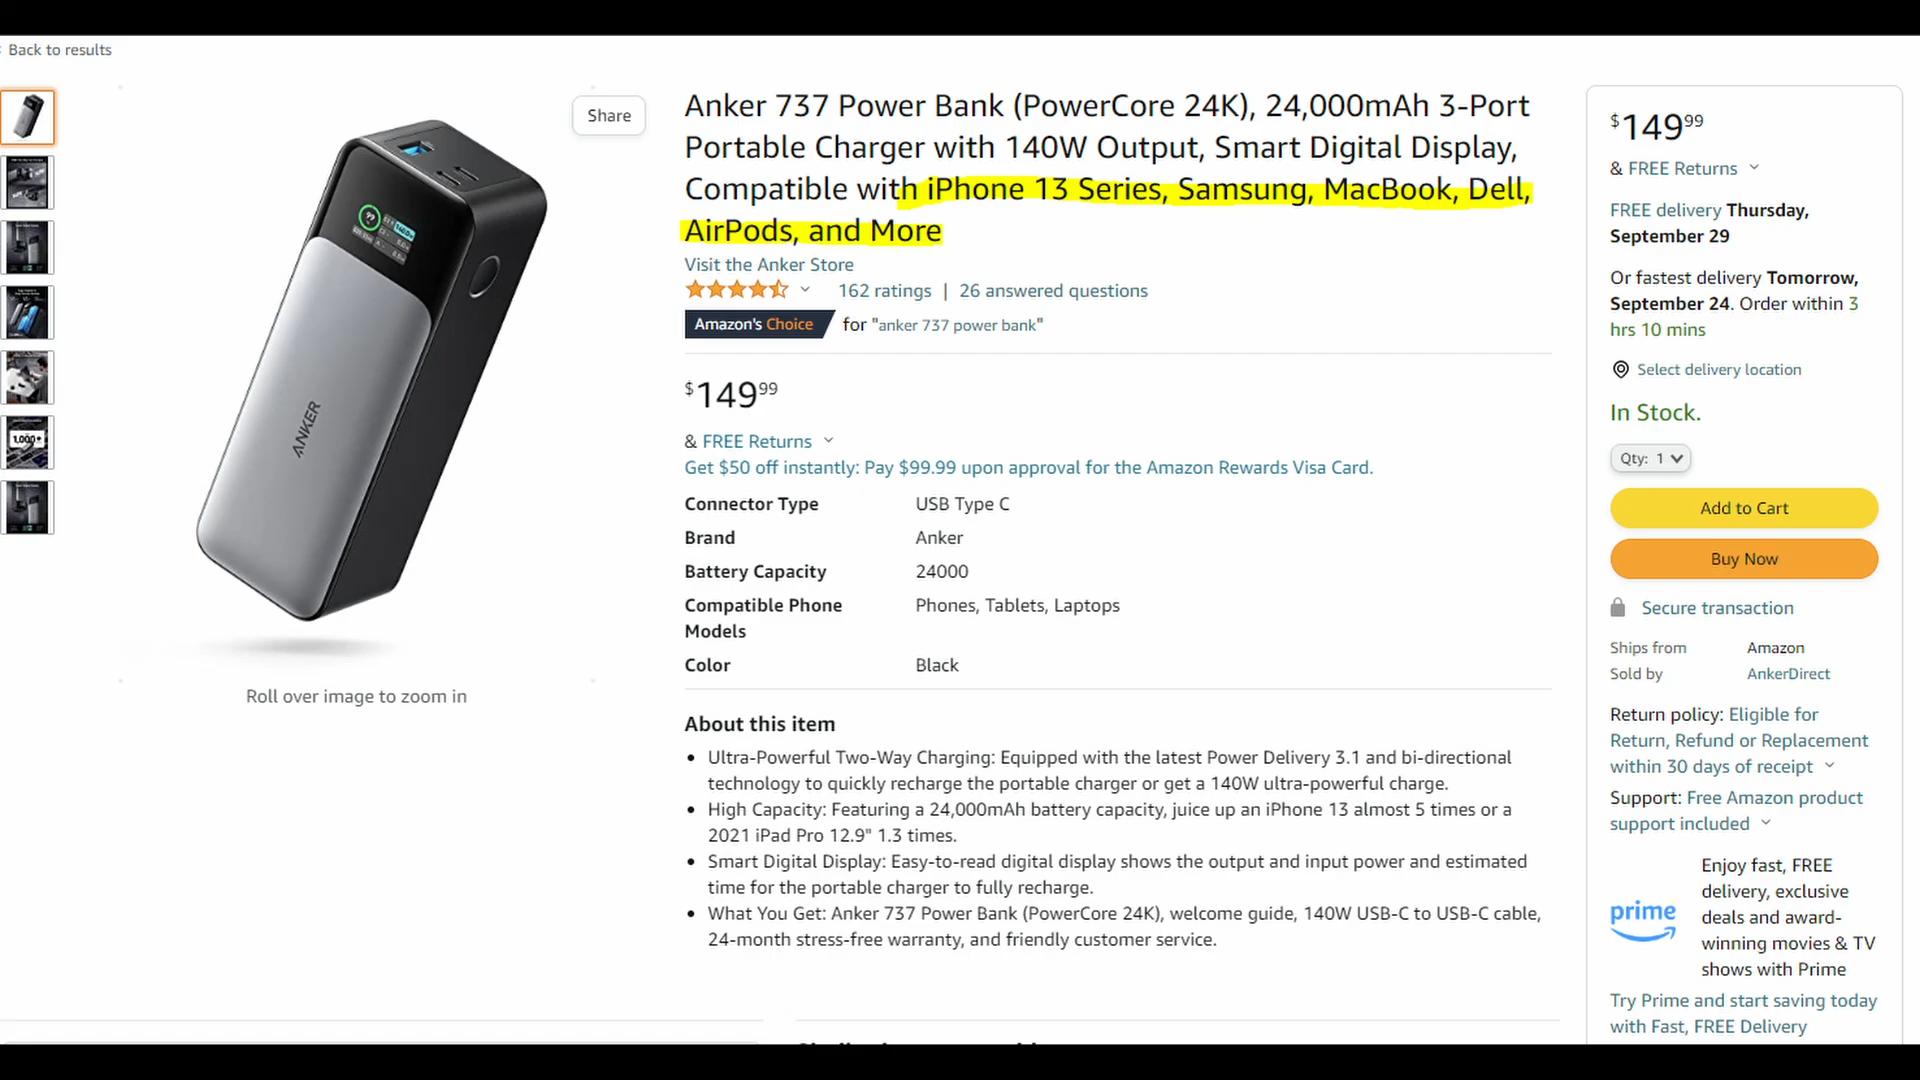 Back to results
Share
ANKER
99
1,000+
Roll over image to zoom in
Anker 737 Power Bank (PowerCore 24K), 24,000mAh 3-Port
Portable Charger with 140W Output, Smart Digital Display,
Compatible with iPhone 13 Series, Samsung, MacBook, Dell,
AirPods, and More
Visit the Anker Store
162 ratings | 26 answered questions
Amazon's Choice for "anker 737 power bank"
$149 99
& FREE Returns
Get $50 off instantly: Pay $99.99 upon approval for the Amazon Rewards Visa Card.
Connector Type USB Type C
Brand Anker
Battery Capacity 24000
Compatible Phone Phones, Tablets, Laptops
Models
Color Black
About this item
• Ultra-Powerful Two-Way Charging: Equipped with the latest Power Delivery 3.1 and bi-directional
technology to quickly recharge the portable charger or get a 140W ultra-powerful charge.
• High Capacity: Featuring a 24,000mAh battery capacity, juice up an iPhone 13 almost 5 times or a
2021 iPad Pro 12.9" 1.3 times.
• Smart Digital Display: Easy-to-read digital display shows the output and input power and estimated
time for the portable charger to fully recharge.
• What You Get: Anker 737 Power Bank (PowerCore 24K), welcome guide, 140W USB-C to USB-C cable,
24-month stress-free warranty, and friendly customer service.
$149 99
& FREE Returns
FREE delivery Thursday,
September 29
Or fastest delivery Tomorrow,
September 24. Order within 3
hrs 10 mins
Select delivery location
In Stock.
Qty: 1
Add to Cart
Buy Now
Secure transaction
Ships from Amazon
Sold by AnkerDirect
Return policy: Eligible for
Return, Refund or Replacement
within 30 days of receipt
Support: Free Amazon product
support included
prime
Enjoy fast, FREE
delivery, exclusive
deals and award-
winning movies & TV
shows with Prime
Try Prime and start saving today
with Fast, FREE Delivery